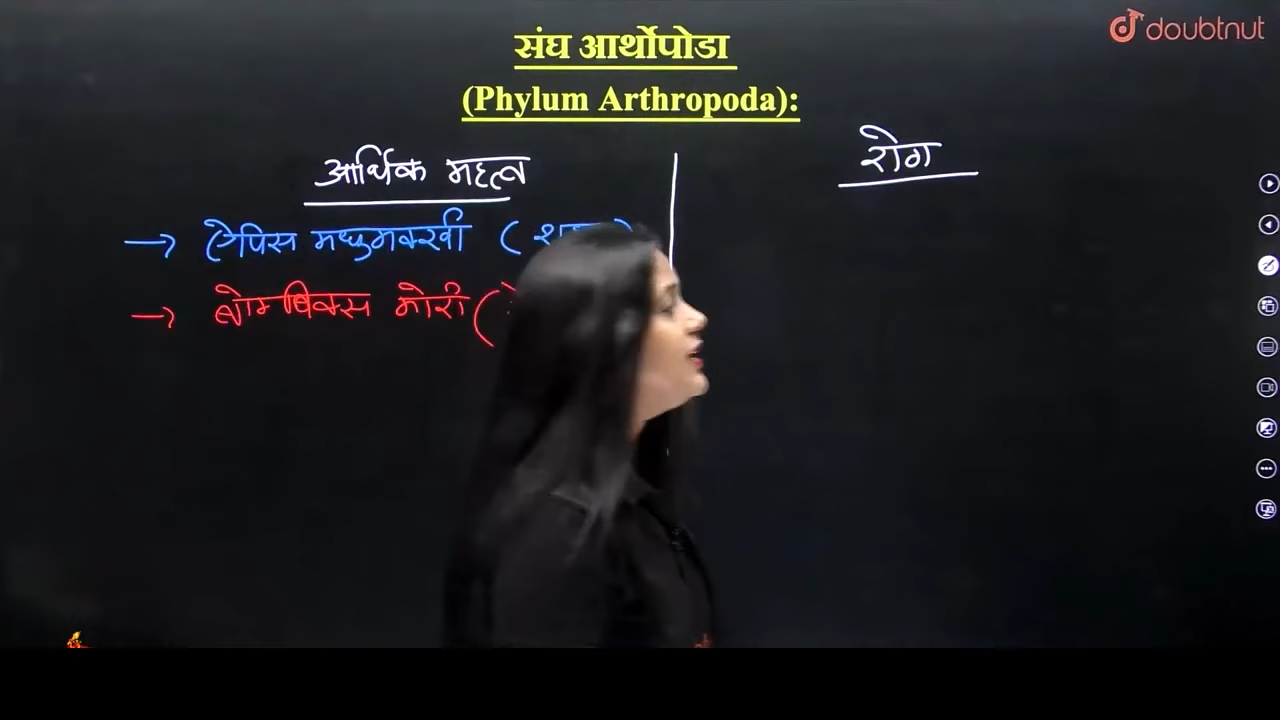 doubtnut
संघ आर्थोपोडा
(Phylum Arthropoda):
आर्थिक महत्व
रोग
→ ऐपिस मधुमक्खी (
→ बोम्बिक्स मोरी (